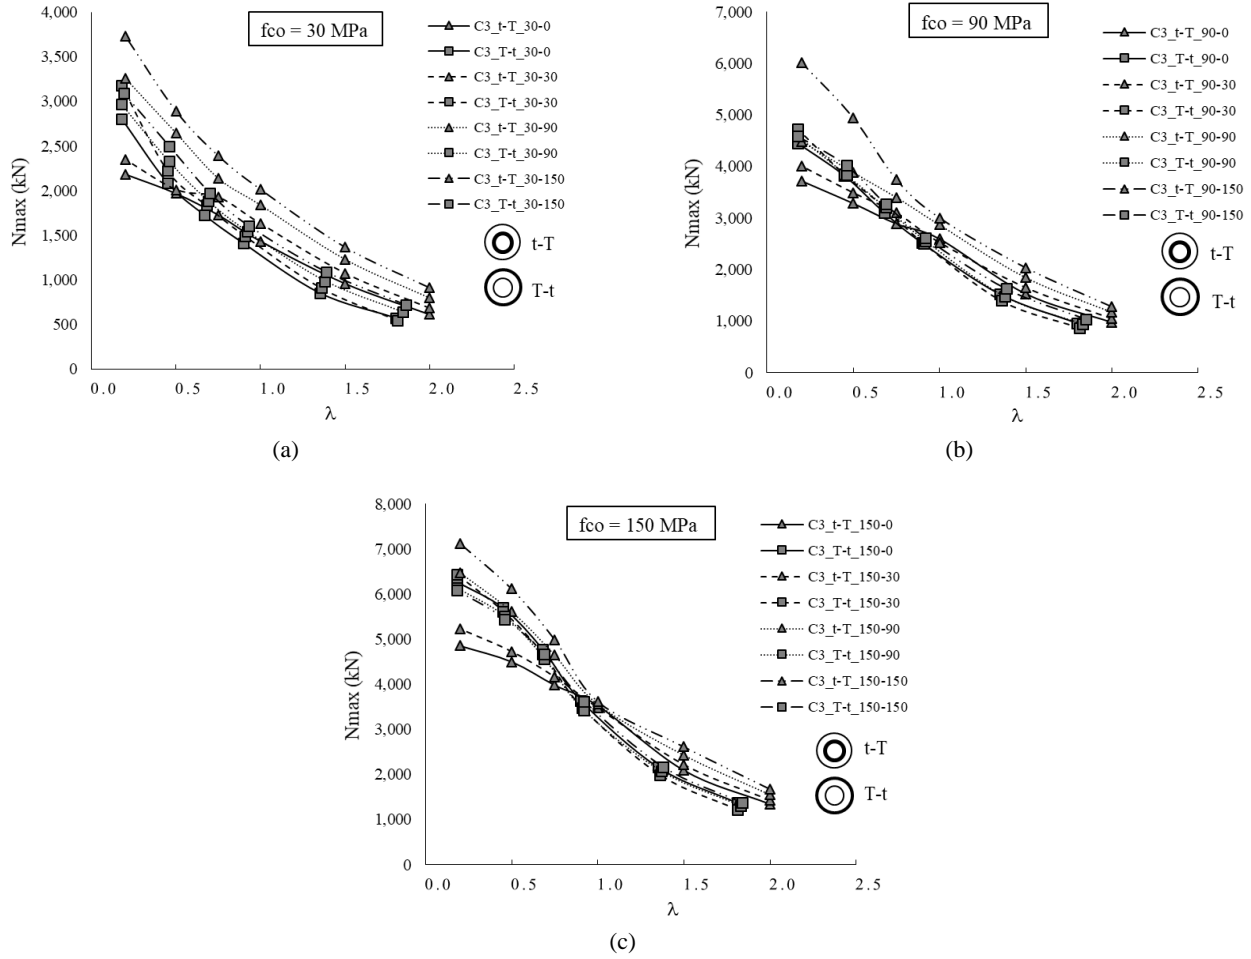 fco = 30 MPa
4,000
3,500
3,000
2,500
2,000
1,500
1,000
500
0
Nmax (kN)
0.0 0.5 1.0 1.5 2.0 2.5
λ
C3_t-T_30-0
C3_T-t_30-0
C3_t-T_30-30
C3_T-t_30-30
C3_t-T_30-90
C3_T-t_30-90
C3_t-T_30-150
C3_T-t_30-150
t-T
T-t
(a)
fco = 90 MPa
7,000
6,000
5,000
4,000
3,000
2,000
1,000
0
Nmax (kN)
0.0 0.5 1.0 1.5 2.0 2.5
λ
C3_t-T_90-0
C3_T-t_90-0
C3_t-T_90-30
C3_T-t_90-30
C3_t-T_90-90
C3_T-t_90-90
C3_t-T_90-150
C3_T-t_90-150
t-T
T-t
(b)
fco = 150 MPa
8,000
7,000
6,000
5,000
4,000
3,000
2,000
1,000
0
Nmax (kN)
0.0 0.5 1.0 1.5 2.0 2.5
λ
C3_t-T_150-0
C3_T-t_150-0
C3_t-T_150-30
C3_T-t_150-30
C3_t-T_150-90
C3_T-t_150-90
C3_t-T_150-150
C3_T-t_150-150
t-T
T-t
(c)